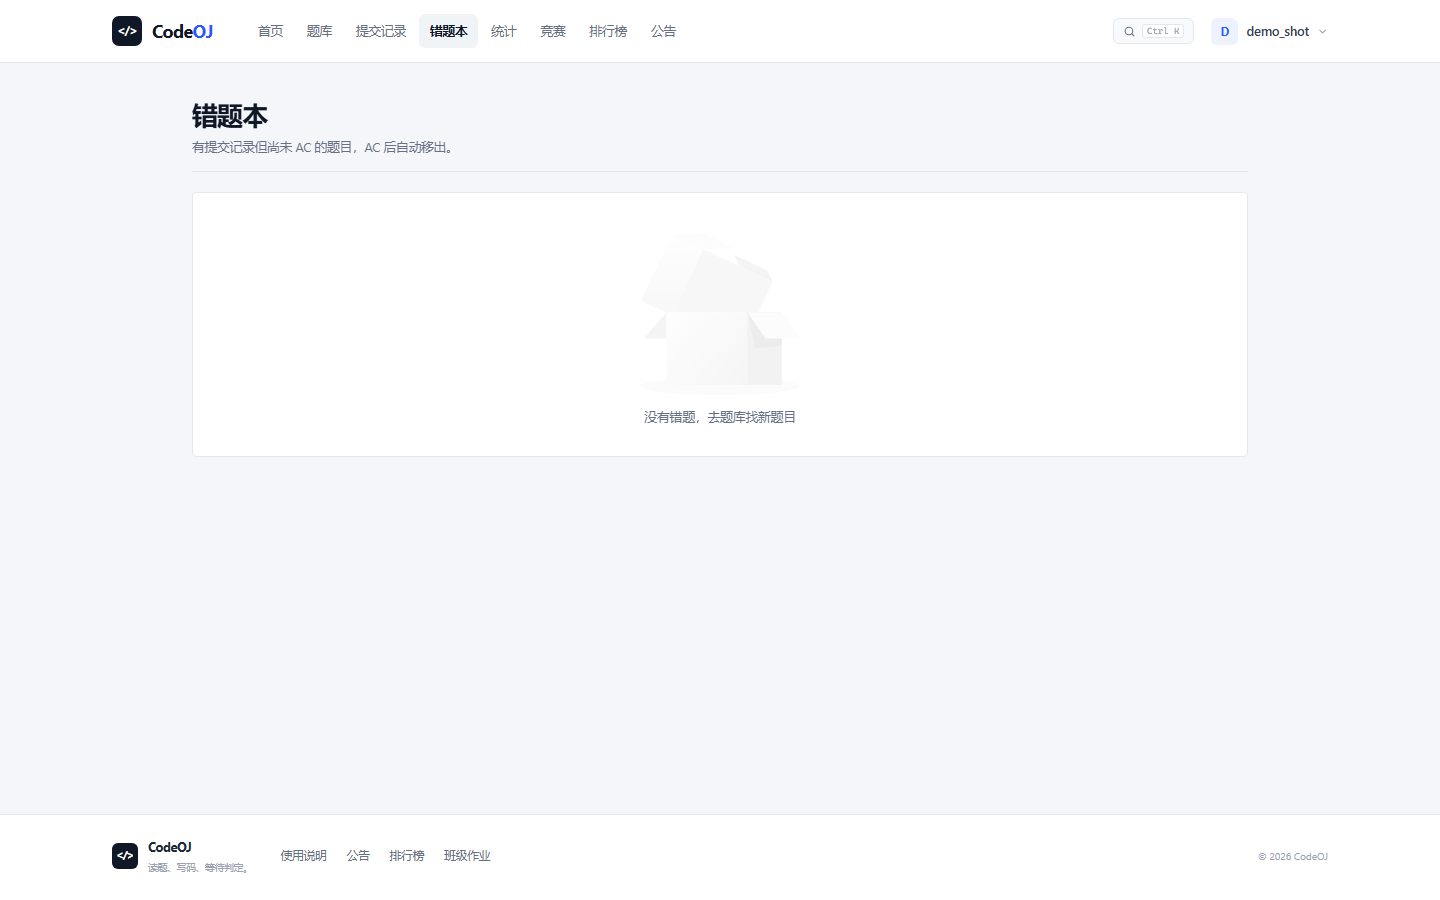 </> CodeOJ 首页 题库 提交记录 错题本 统计 竞赛 排行榜 公告 Ctrl K D demo_shot
错题本
有提交记录但尚未 AC 的题目，AC 后自动移出。
没有错题，去题库找新题目
</> CodeOJ
读题、写码、等待判定。
使用说明 公告 排行榜 班级作业
© 2026 CodeOJ